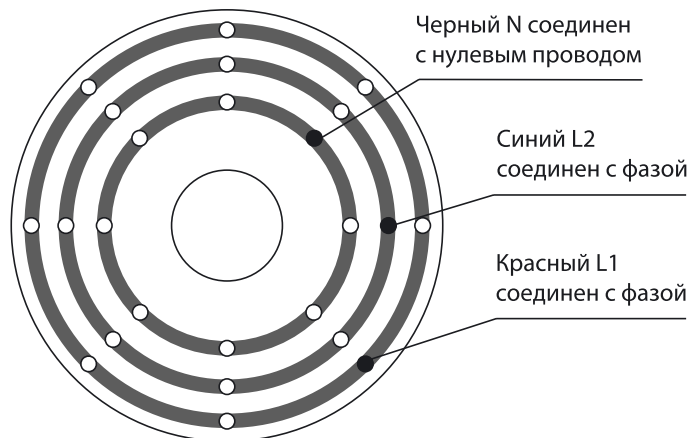 Черный N соединен
с нулевым проводом
Синий L2
соединен с фазой
Красный L1
соединен с фазой